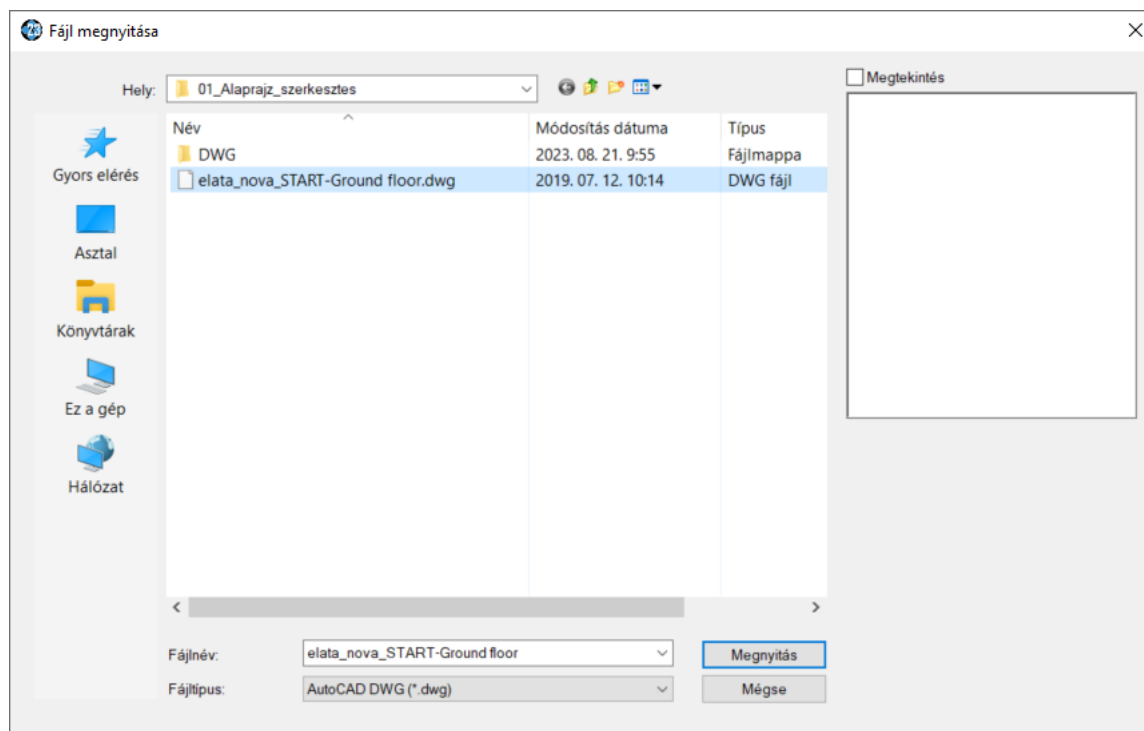 Fájl megnyitása
Hely: 01_Alaprajz_szerkesztes
Megtekintés
Gyors elérés
Asztal
Könyvtárak
Ez a gép
Hálózat
Név Módosítás dátuma Típus
DWG 2023. 08. 21. 9:55 Fájlmappa
elata_nova_START-Ground floor.dwg 2019. 07. 12. 10:14 DWG fájl
Fájlnév: elata_nova_START-Ground floor Megnyitás
Fájltípus: AutoCAD DWG (*.dwg) Mégse